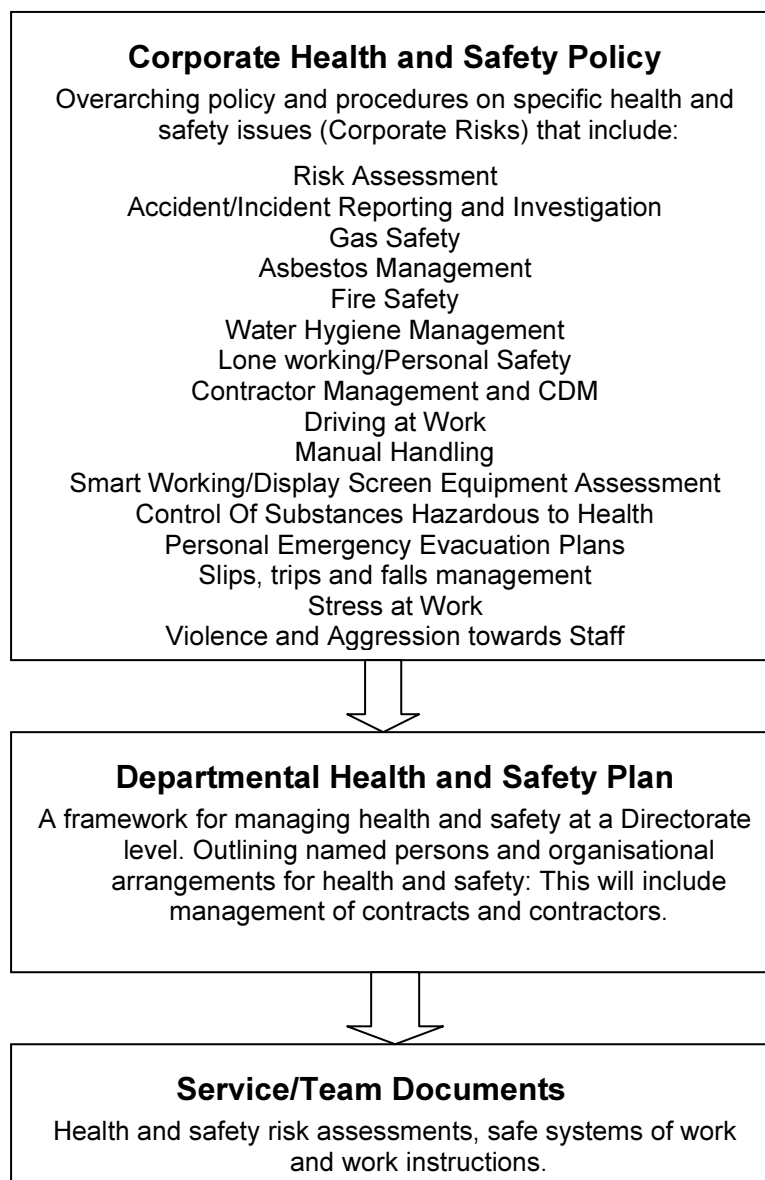 Corporate Health and Safety Policy
Overarching policy and procedures on specific health and
safety issues (Corporate Risks) that include:
Risk Assessment
Accident/Incident Reporting and Investigation
Gas Safety
Asbestos Management
Fire Safety
Water Hygiene Management
Lone working/Personal Safety
Contractor Management and CDM
Driving at Work
Manual Handling
Smart Working/Display Screen Equipment Assessment
Control Of Substances Hazardous to Health
Personal Emergency Evacuation Plans
Slips, trips and falls management
Stress at Work
Violence and Aggression towards Staff
Departmental Health and Safety Plan
A framework for managing health and safety at a Directorate
level. Outlining named persons and organisational
arrangements for health and safety: This will include
management of contracts and contractors.
Service/Team Documents
Health and safety risk assessments, safe systems of work
and work instructions.